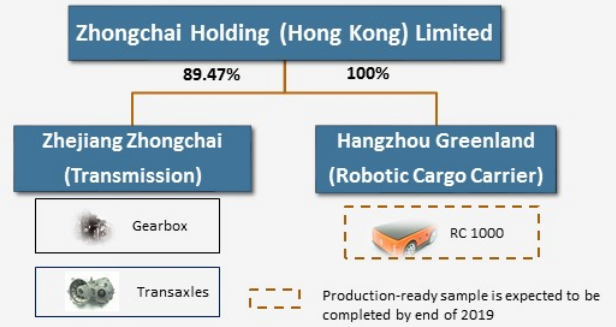 Zhongchai Holding (Hong Kong) Limited
89.47%
100%
Zhejiang Zhongchai
(Transmission)
Hangzhou Greenland
(Robotic Cargo Carrier)
Gearbox
RC 1000
Transaxles
Production-ready sample is expected to be
completed by end of 2019